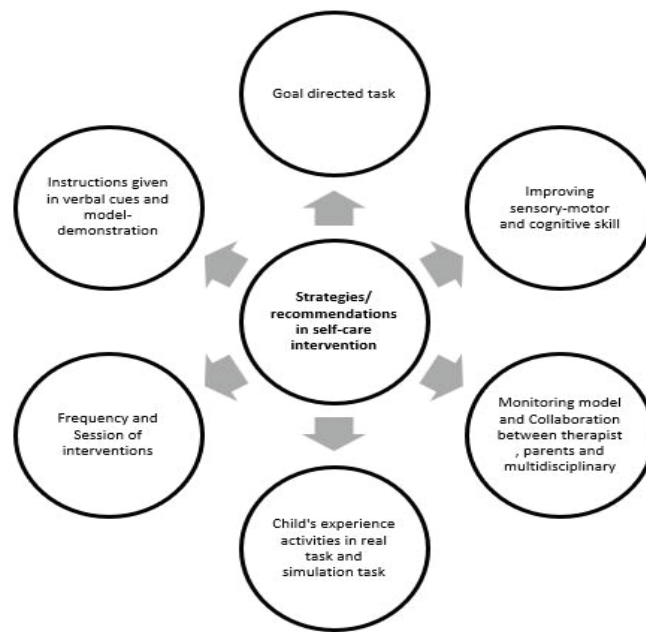 Goal directed task
Instructions given
in verbal cues and
model-
demonstration
Improving
sensory-motor
and cognitive skill
Strategies/
recommendations
in self-care
intervention
Frequency and
Session of
interventions
Monitoring model
and Collaboration
between therapist
, parents and
multidisciplinary
Child's experience
activities in real
task and
simulation task